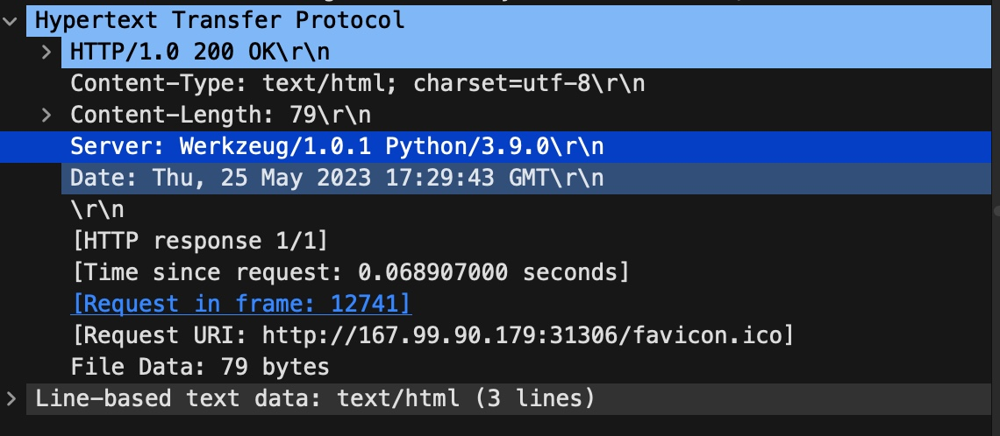 Hypertext Transfer Protocol
HTTP/1.0 200 OK\r\n
Content-Type: text/html; charset=utf-8\r\n
Content-Length: 79\r\n
Server: Werkzeug/1.0.1 Python/3.9.0\r\n
Date: Thu, 25 May 2023 17:29:43 GMT\r\n
\r\n
[HTTP response 1/1]
[Time since request: 0.068907000 seconds]
[Request in frame: 12741]
[Request URI: http://167.99.90.179:31306/favicon.ico]
File Data: 79 bytes
Line-based text data: text/html (3 lines)